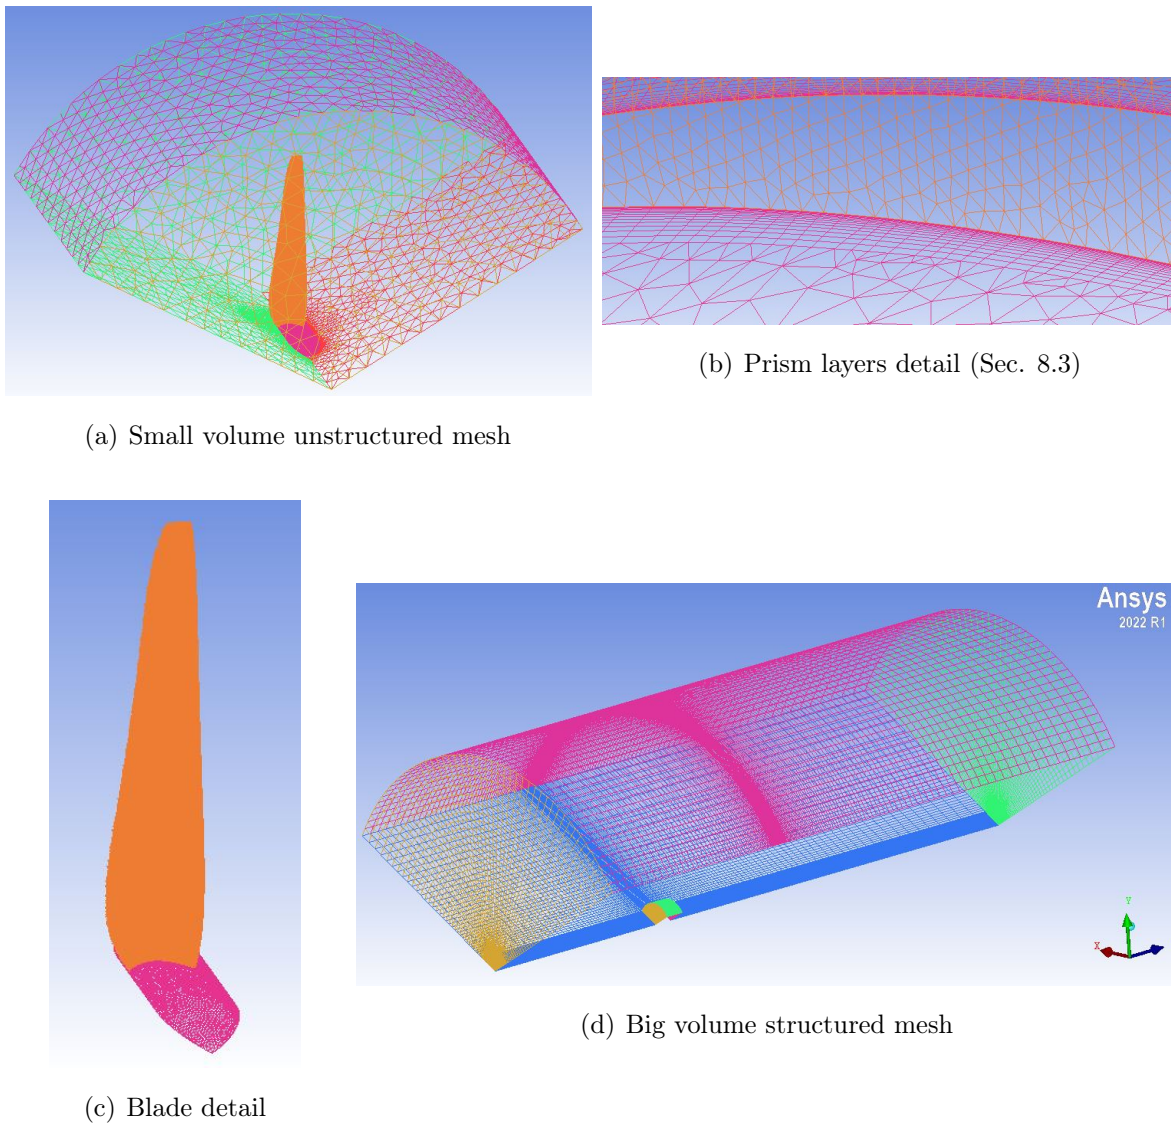 (a) Small volume unstructured mesh
(b) Prism layers detail (Sec. 8.3)
(c) Blade detail
Ansys
2022 R1
Y
X
(d) Big volume structured mesh